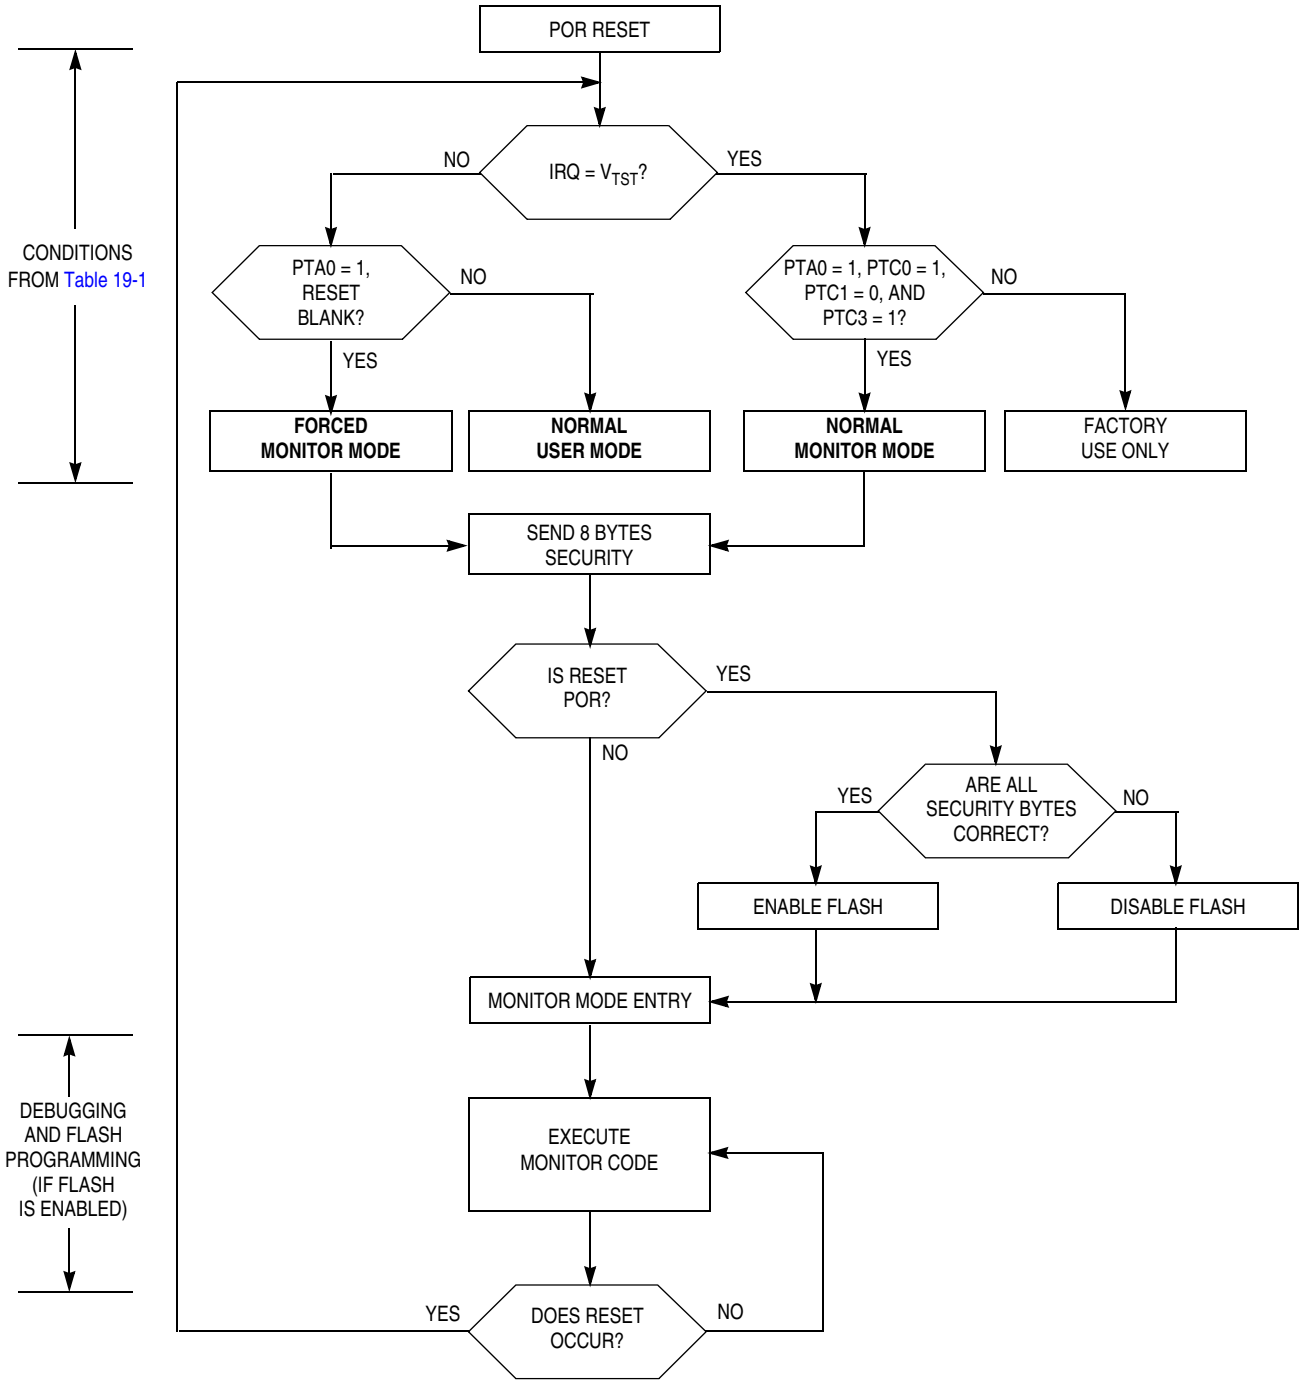 POR RESET
NO
IRQ = VTST?
YES
CONDITIONS
FROM Table 19-1
PTA0 = 1,
RESET
BLANK?
NO
YES
PTA0 = 1, PTC0 = 1,
PTC1 = 0, AND
PTC3 = 1?
NO
YES
FORCED
MONITOR MODE
NORMAL
USER MODE
NORMAL
MONITOR MODE
FACTORY
USE ONLY
SEND 8 BYTES
SECURITY
IS RESET
POR?
YES
NO
YES
ARE ALL
SECURITY BYTES
CORRECT?
NO
ENABLE FLASH
DISABLE FLASH
MONITOR MODE ENTRY
DEBUGGING
AND FLASH
PROGRAMMING
(IF FLASH
IS ENABLED)
EXECUTE
MONITOR CODE
YES
DOES RESET
OCCUR?
NO